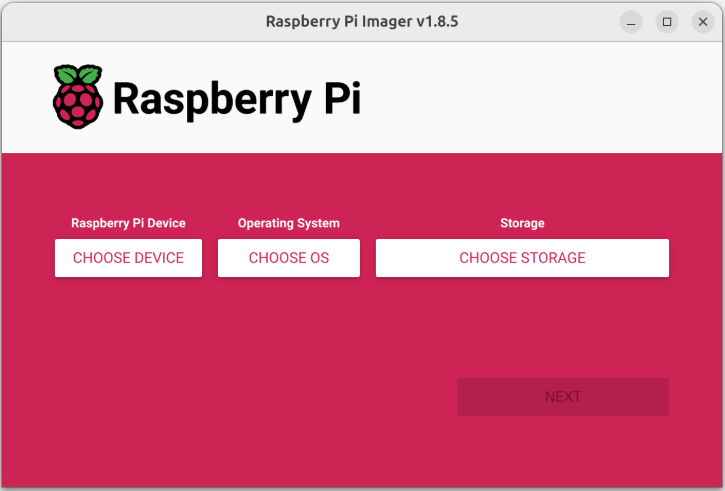 Raspberry Pi Imager v1.8.5
Raspberry Pi
Raspberry Pi Device
Operating System
Storage
CHOOSE DEVICE
CHOOSE OS
CHOOSE STORAGE
NEXT